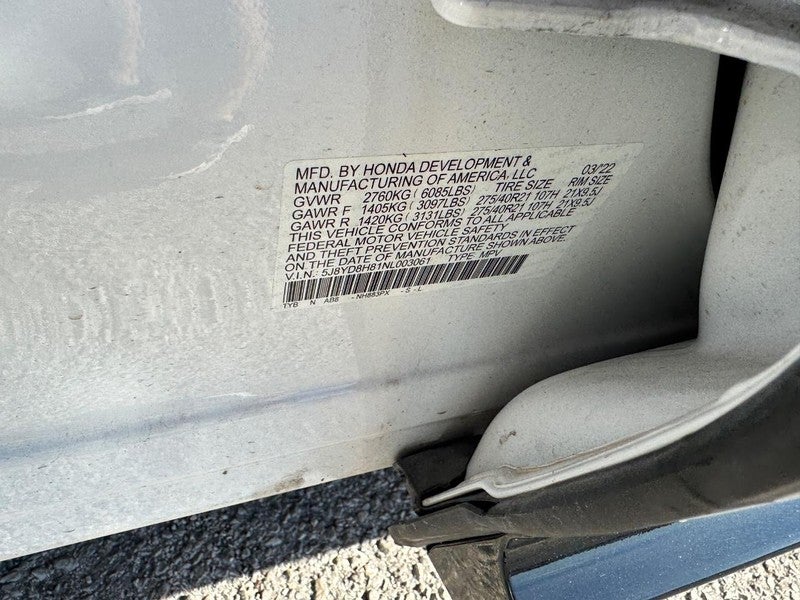 MFD. BY HONDA DEVELOPMENT & 03/22
MANUFACTURING OF AMERICA, LLC
GVWR 2760KG ( 6085LBS) TIRE SIZE RIM SIZE
GAWR F 1405KG ( 3097LBS) 275/40R21 107H 21X9.5J
GAWR R 1420KG ( 3131LBS) 275/40R21 107H 21X9.5J
THIS VEHICLE CONFORMS TO ALL APPLICABLE
FEDERAL MOTOR VEHICLE SAFETY
AND THEFT PREVENTION STANDARDS IN EFFECT
ON THE DATE OF MANUFACTURE SHOWN ABOVE.
V.I.N.: 5J8YD8H81NL003061 TYPE: MPV
TYB N AB8 - NH883PX - S - L